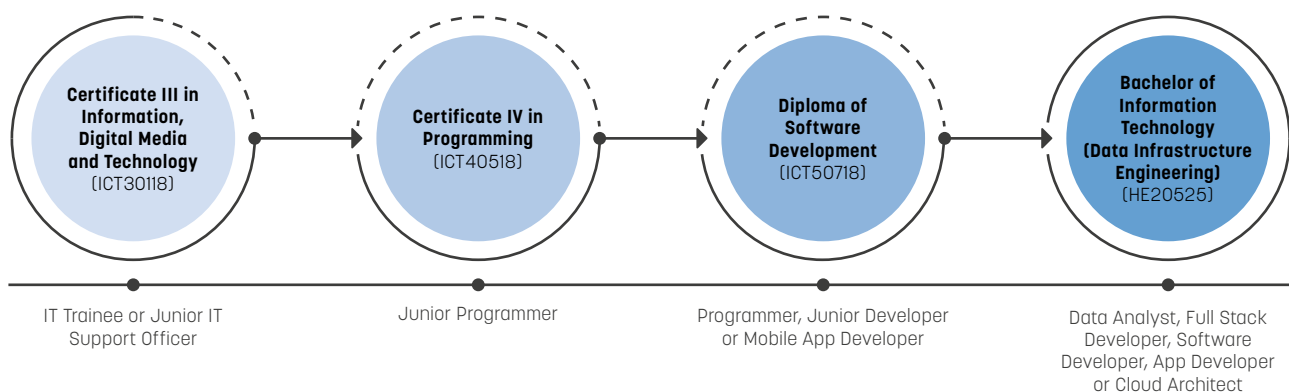 Certificate III in
Information,
Digital Media
and Technology
(ICT30118)
Certificate IV in
Programming
(ICT40518)
Diploma of
Software
Development
(ICT50718)
Bachelor of
Information
Technology
(Data Infrastructure
Engineering)
(HE20525)
IT Trainee or Junior IT
Support Officer
Junior Programmer
Programmer, Junior Developer
or Mobile App Developer
Data Analyst, Full Stack
Developer, Software
Developer, App Developer
or Cloud Architect